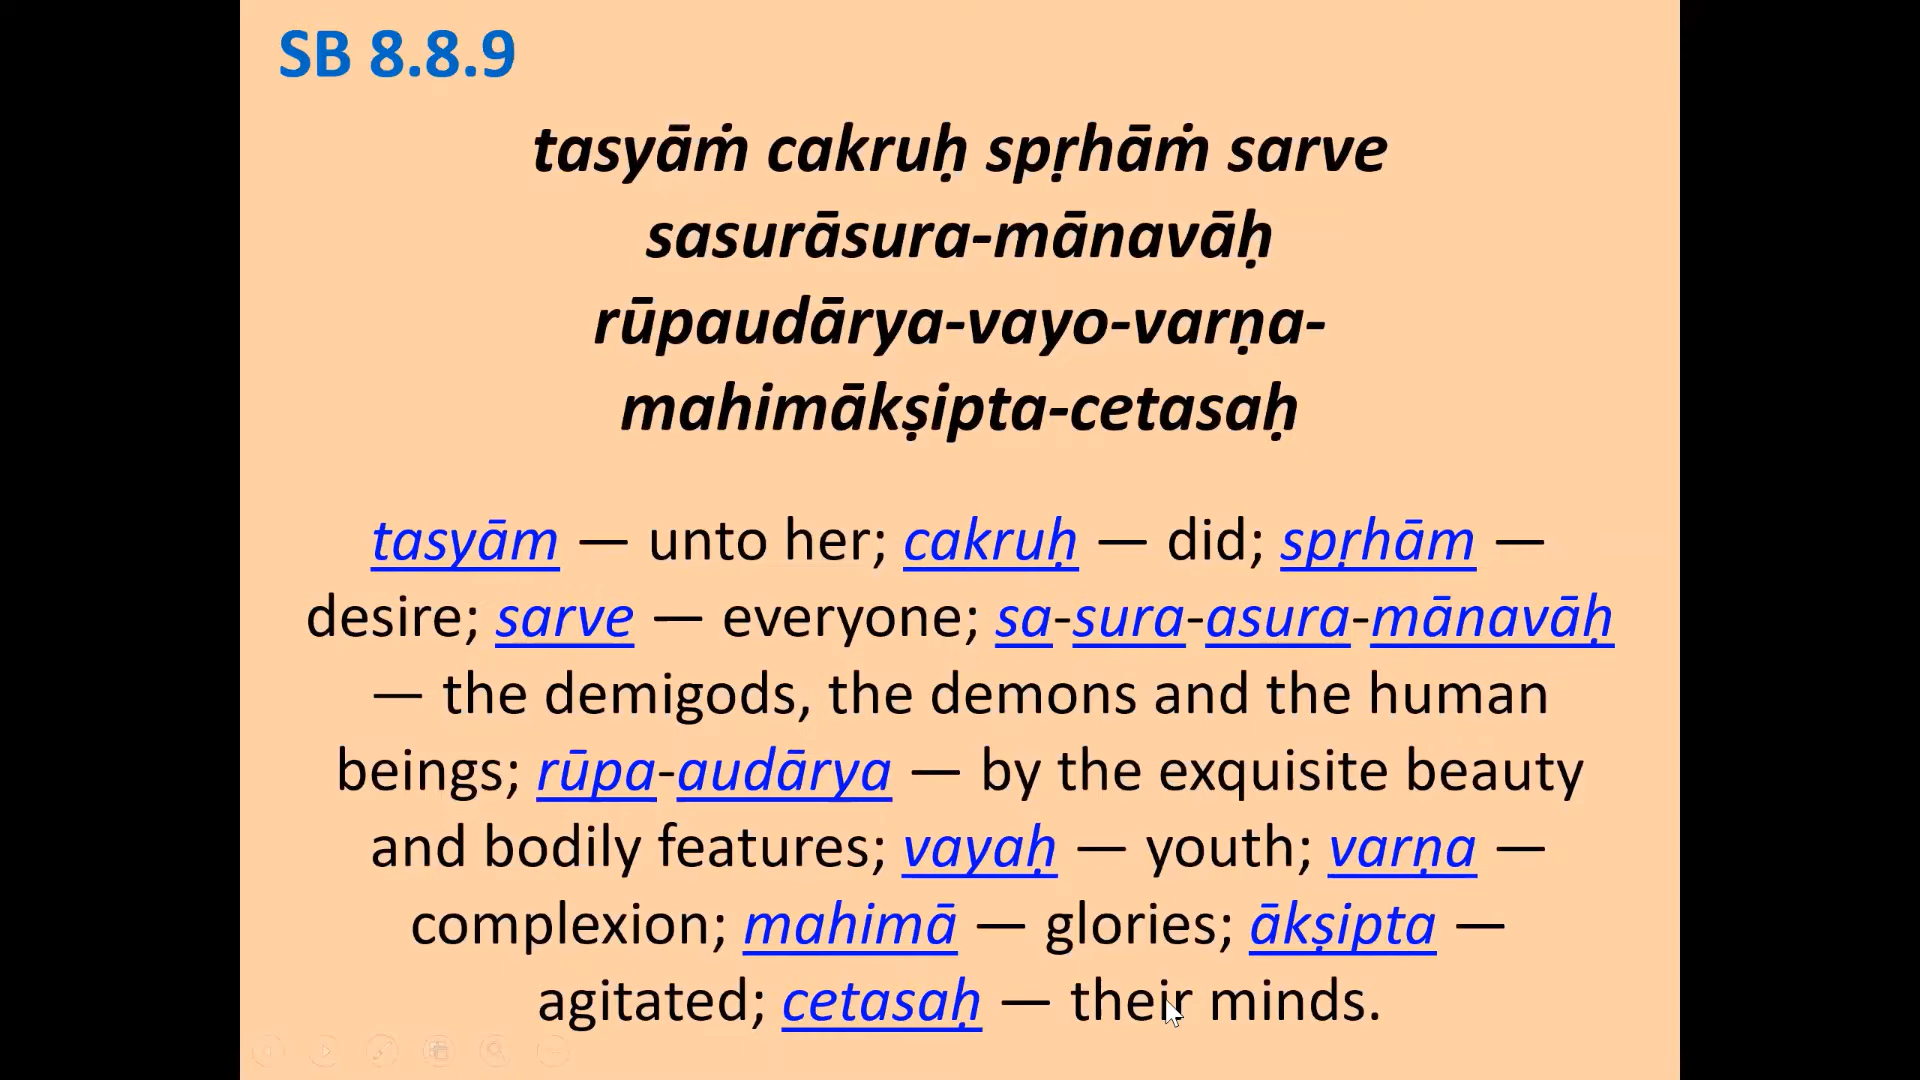 SB 8.8.9
tasyāṁ cakruḥ spṛhāṁ sarve
sasurāsura-mānavāḥ
rūpaudārya-vayo-varṇa-
mahimākṣipta-cetasaḥ
tasyām — unto her; cakruḥ — did; spṛhām —
desire; sarve — everyone; sa-sura-asura-mānavāḥ
— the demigods, the demons and the human
beings; rūpa-audārya — by the exquisite beauty
and bodily features; vayaḥ — youth; varṇa —
complexion; mahimā — glories; ākṣipta —
agitated; cetasaḥ — their minds.